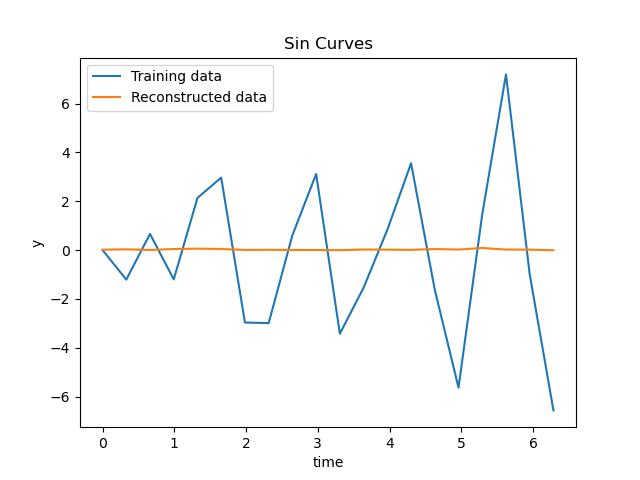 Sin Curves
Training data
Reconstructed data
6
4
2
0
−2
−4
−6
y
0 1 2 3 4 5 6
time